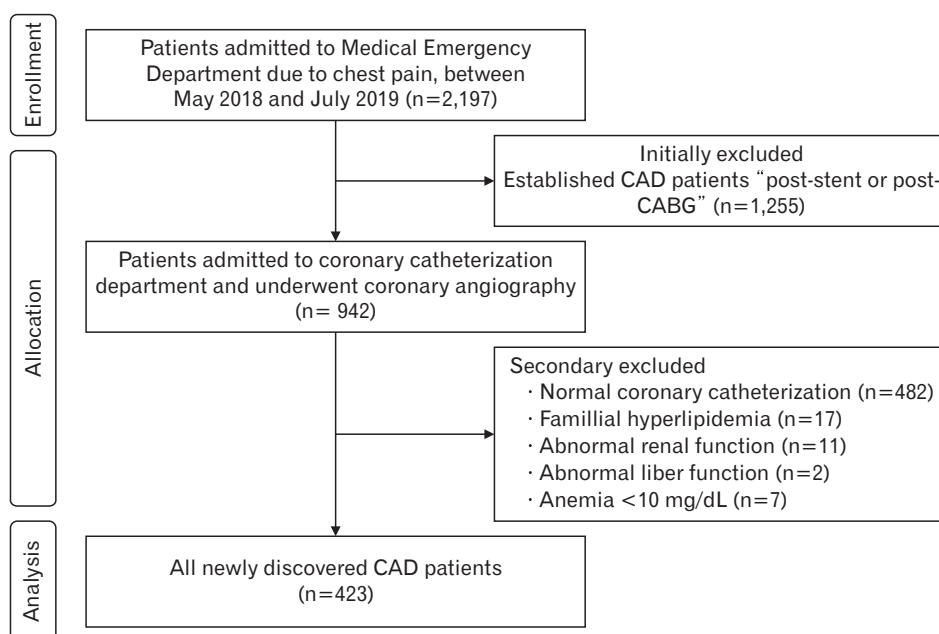 Enrollment
Patients admitted to Medical Emergency
Department due to chest pain, between
May 2018 and July 2019 (n=2,197)
Initially excluded
Established CAD patients “post-stent or post-
CABG” (n=1,255)
Allocation
Patients admitted to coronary catheterization
department and underwent coronary angiography
(n= 942)
Secondary excluded
· Normal coronary catheterization (n=482)
· Famillial hyperlipidemia (n=17)
· Abnormal renal function (n=11)
· Abnormal liber function (n=2)
· Anemia <10 mg/dL (n=7)
Analysis
All newly discovered CAD patients
(n=423)